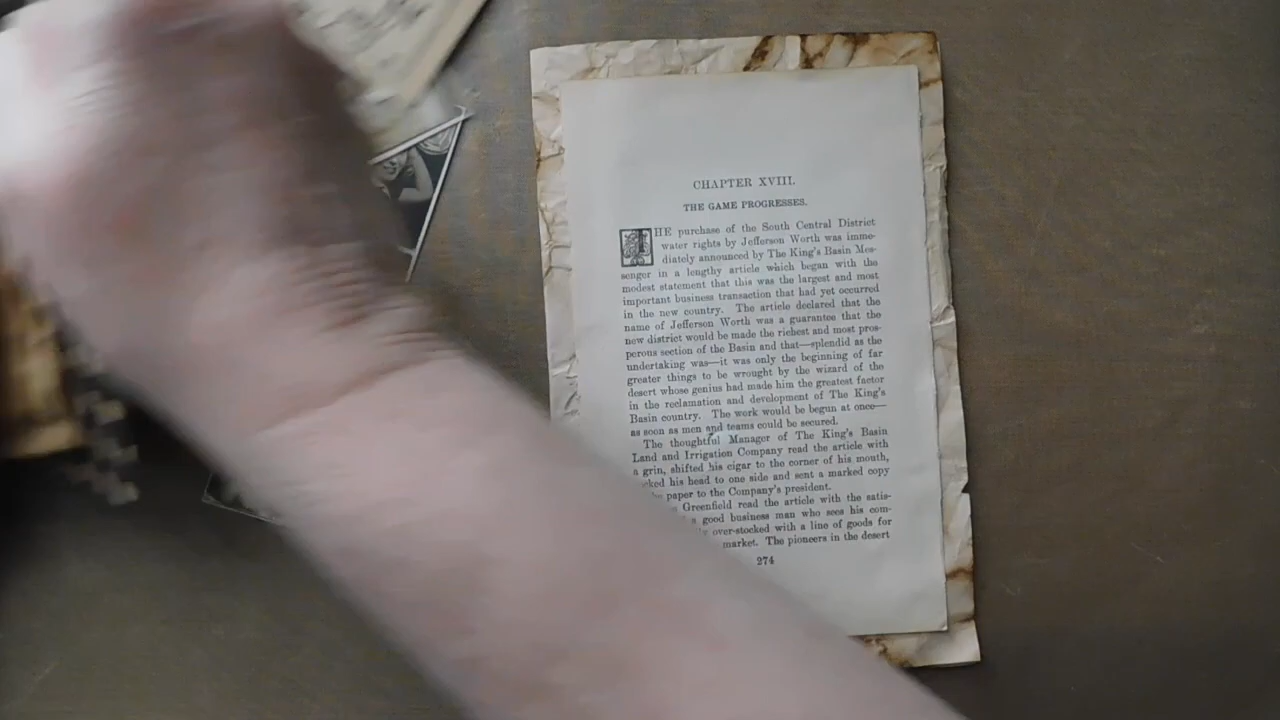 CHAPTER XVIII.
THE GAME PROGRESSES.
THE purchase of the South Central District
water rights by Jefferson Worth was imme-
diately announced by The King's Basin Mes-
senger in a lengthy article which began with the
modest statement that this was the largest and most
important business transaction that had yet occurred
in the new country. The article declared that the
name of Jefferson Worth was a guarantee that the
new district would be made the richest and most pros-
perous section of the Basin and that—splendid as the
undertaking was—it was only the beginning of far
greater things to be wrought by the wizard of the
desert whose genius had made him the greatest factor
in the reclamation and development of The King's
Basin country. The work would be begun at once—
as soon as men and teams could be secured.
The thoughtful Manager of The King's Basin
Land and Irrigation Company read the article with
a grin, shifted his cigar to the corner of his mouth,
cked his head to one side and sent a marked copy
paper to the Company's president.
Greenfield read the article with the satis-
a good business man who sees his com-
over-stocked with a line of goods for
market. The pioneers in the desert
274